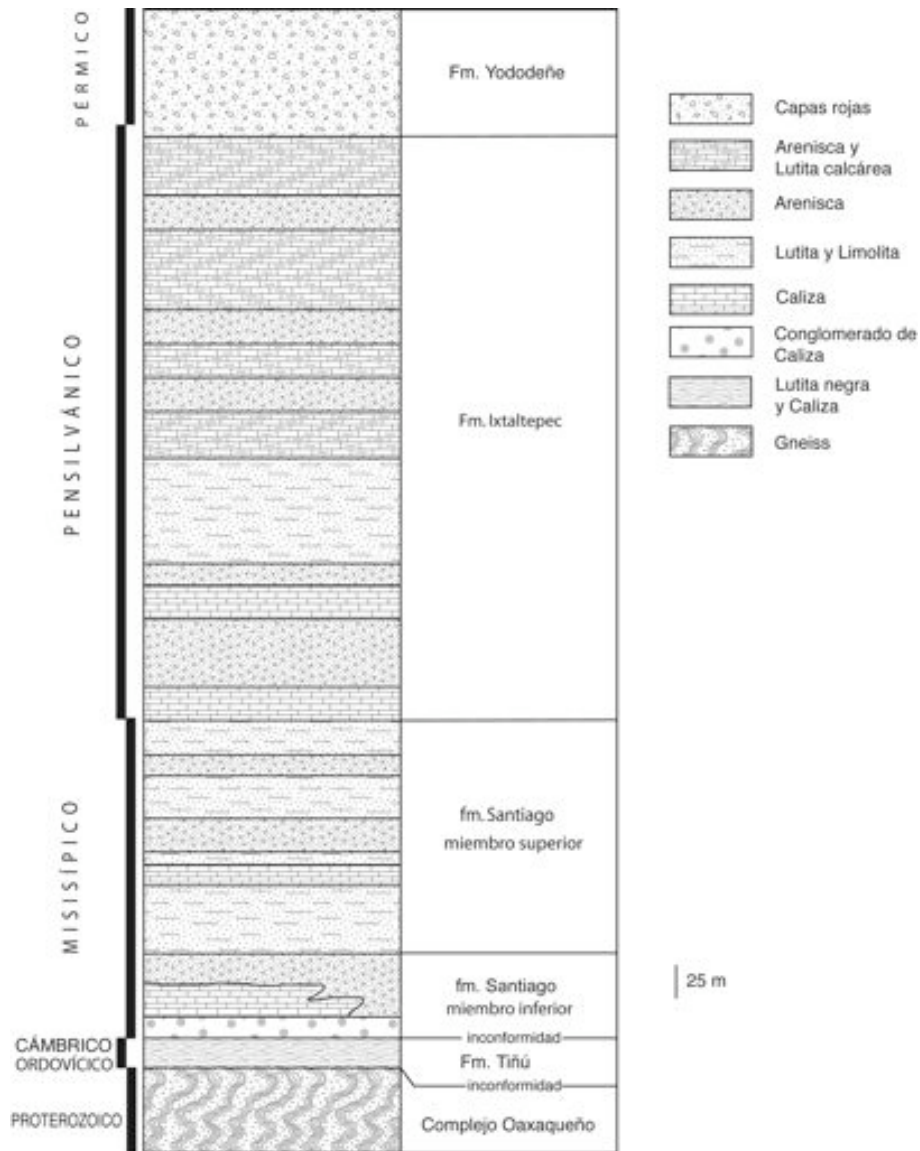 PÉRMICO
PENSILVÁNICO
MISISÍPICO
CÁMBRICO
ORDOVÍCICO
PROTEROZOICO
Fm. Yododeñe
Fm. Ixtaltepec
fm. Santiago
miembro superior
fm. Santiago
miembro inferior
inconformidad
Fm. Tiñú
inconformidad
Complejo Oaxaqueño
Capas rojas
Arenisca y
Lutita calcárea
Arenisca
Lutita y Limolita
Caliza
Conglomerado de
Caliza
Lutita negra
y Caliza
Gneiss
25 m